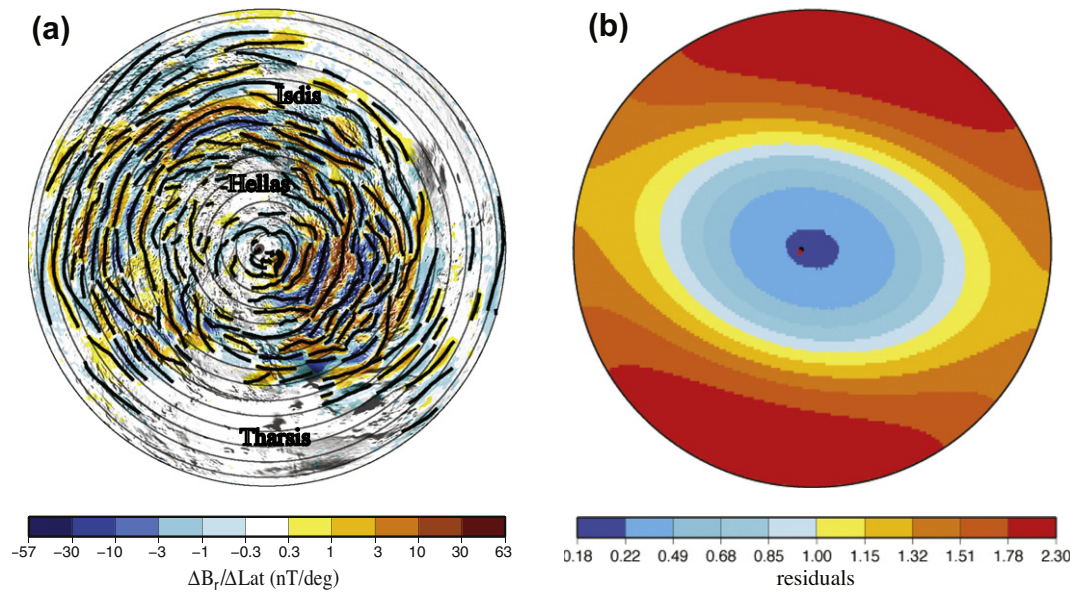 (a)
(b)
Isdis
Hellas
Tharsis
−57 −30 −10 −3 −1 −0.3 0.3 1 3 10 30 63
ΔBr/ΔLat (nT/deg)
0.18 0.22 0.49 0.68 0.85 1.00 1.15 1.32 1.51 1.78 2.30
residuals